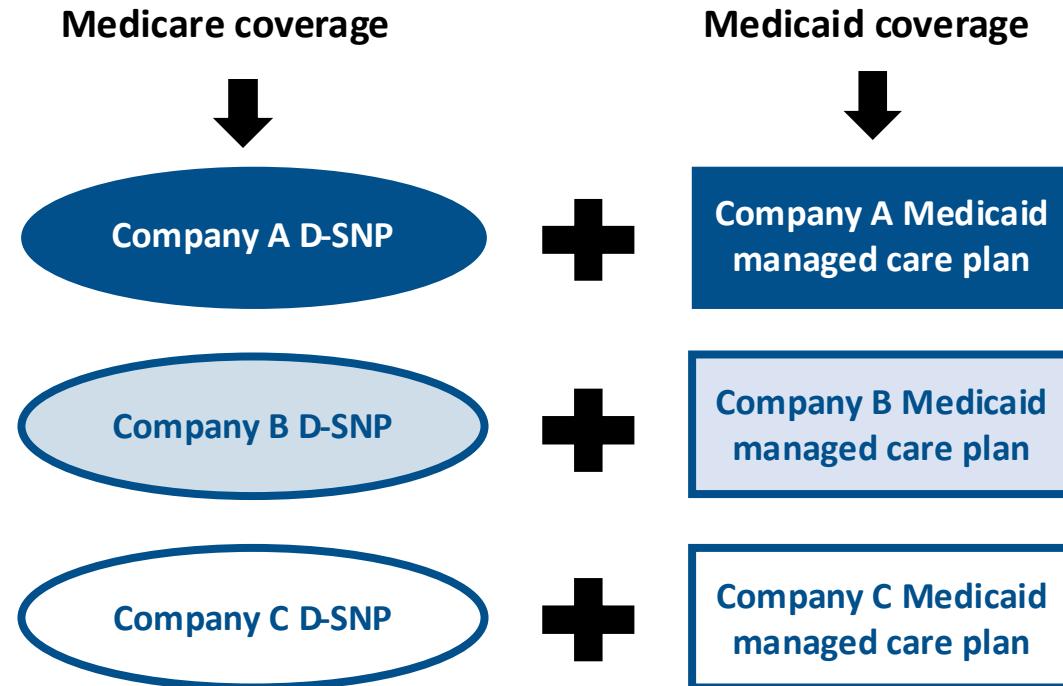 Medicare coverage
Medicaid coverage
Company A D-SNP
Company A Medicaid
managed care plan
Company B D-SNP
Company B Medicaid
managed care plan
Company C D-SNP
Company C Medicaid
managed care plan